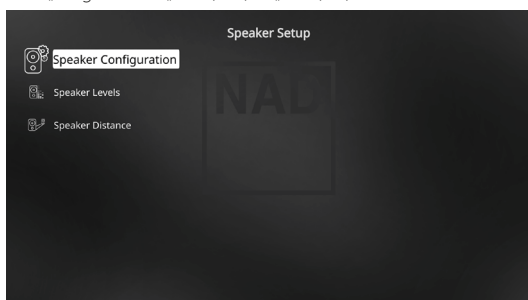 Speaker Setup
Speaker Configuration
NAD
Speaker Levels
Speaker Distance